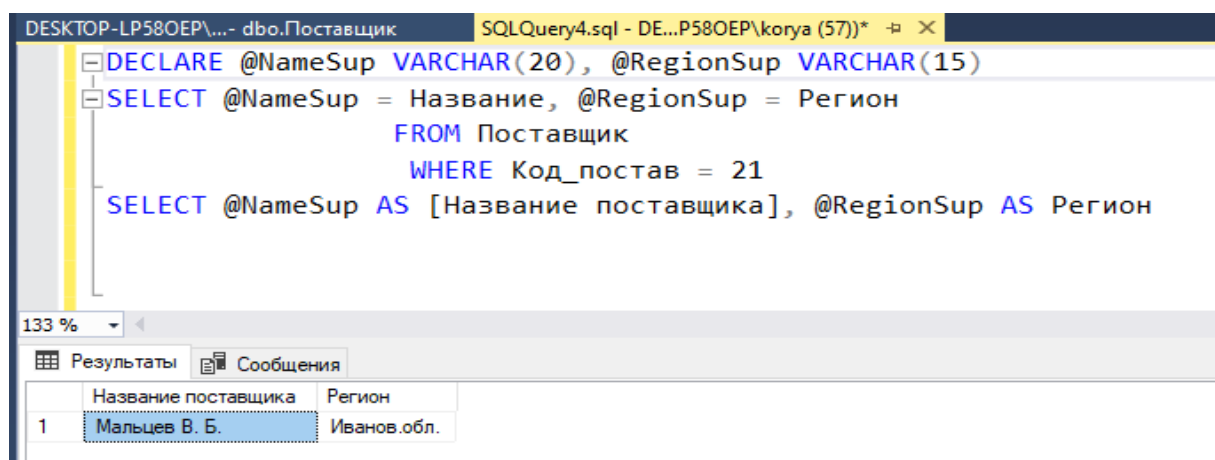 DESKTOP-LP58OEP\...- dbo.Поставщик SQLQuery4.sql - DE...P58OEP\korya (57))*
DECLARE @NameSup VARCHAR(20), @RegionSup VARCHAR(15)
SELECT @NameSup = Название, @RegionSup = Регион
FROM Поставщик
WHERE Код_постав = 21
SELECT @NameSup AS [Название поставщика], @RegionSup AS Регион
133 %
Результаты Сообщения
Название поставщика Регион
1 Мальцев В. Б. Иванов.обл.